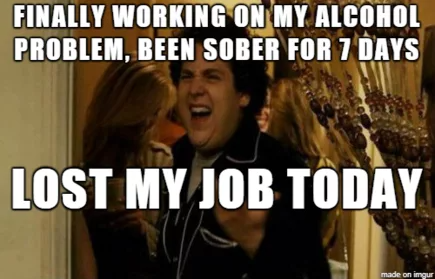 FINALLY WORKING ON MY ALCOHOL
PROBLEM, BEEN SOBER FOR 7 DAYS
LOST MY JOB TODAY
made on imgur